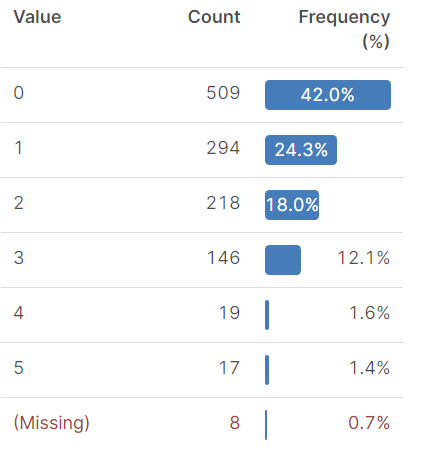 Value Count Frequency
(%)
0 509 42.0%
1 294 24.3%
2 218 18.0%
3 146 12.1%
4 19 1.6%
5 17 1.4%
(Missing) 8 0.7%